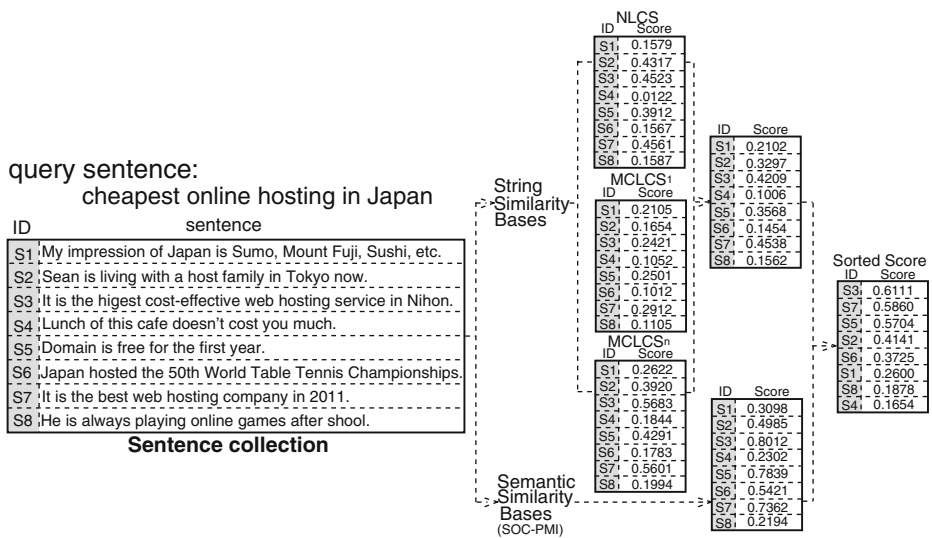 query sentence:
cheapest online hosting in Japan
ID sentence
S1 My impression of Japan is Sumo, Mount Fuji, Sushi, etc.
S2 Sean is living with a host family in Tokyo now.
S3 It is the higest cost-effective web hosting service in Nihon.
S4 Lunch of this cafe doesn't cost you much.
S5 Domain is free for the first year.
S6 Japan hosted the 50th World Table Tennis Championships.
S7 It is the best web hosting company in 2011.
S8 He is always playing online games after shool.
Sentence collection
String
Similarity
Bases
Semantic
Similarity
Bases
(SOC-PMI)
NLCS
ID Score
S1 0.1579
S2 0.4317
S3 0.4523
S4 0.0122
S5 0.3912
S6 0.1567
S7 0.4561
S8 0.1587
MCLCS1
ID Score
S1 0.2105
S2 0.1654
S3 0.2421
S4 0.1052
S5 0.2501
S6 0.1012
S7 0.2912
S8 0.1105
MCLCSn
ID Score
S1 0.2622
S2 0.3920
S3 0.5683
S4 0.1844
S5 0.4291
S6 0.1783
S7 0.5601
S8 0.1994
ID Score
S1 0.2102
S2 0.3297
S3 0.4209
S4 0.1006
S5 0.3568
S6 0.1454
S7 0.4538
S8 0.1562
ID Score
S1 0.3098
S2 0.4985
S3 0.8012
S4 0.2302
S5 0.7839
S6 0.5421
S7 0.7362
S8 0.2194
Sorted Score
ID Score
S3 0.6111
S7 0.5860
S5 0.5704
S2 0.4141
S6 0.3725
S1 0.2600
S8 0.1878
S4 0.1654